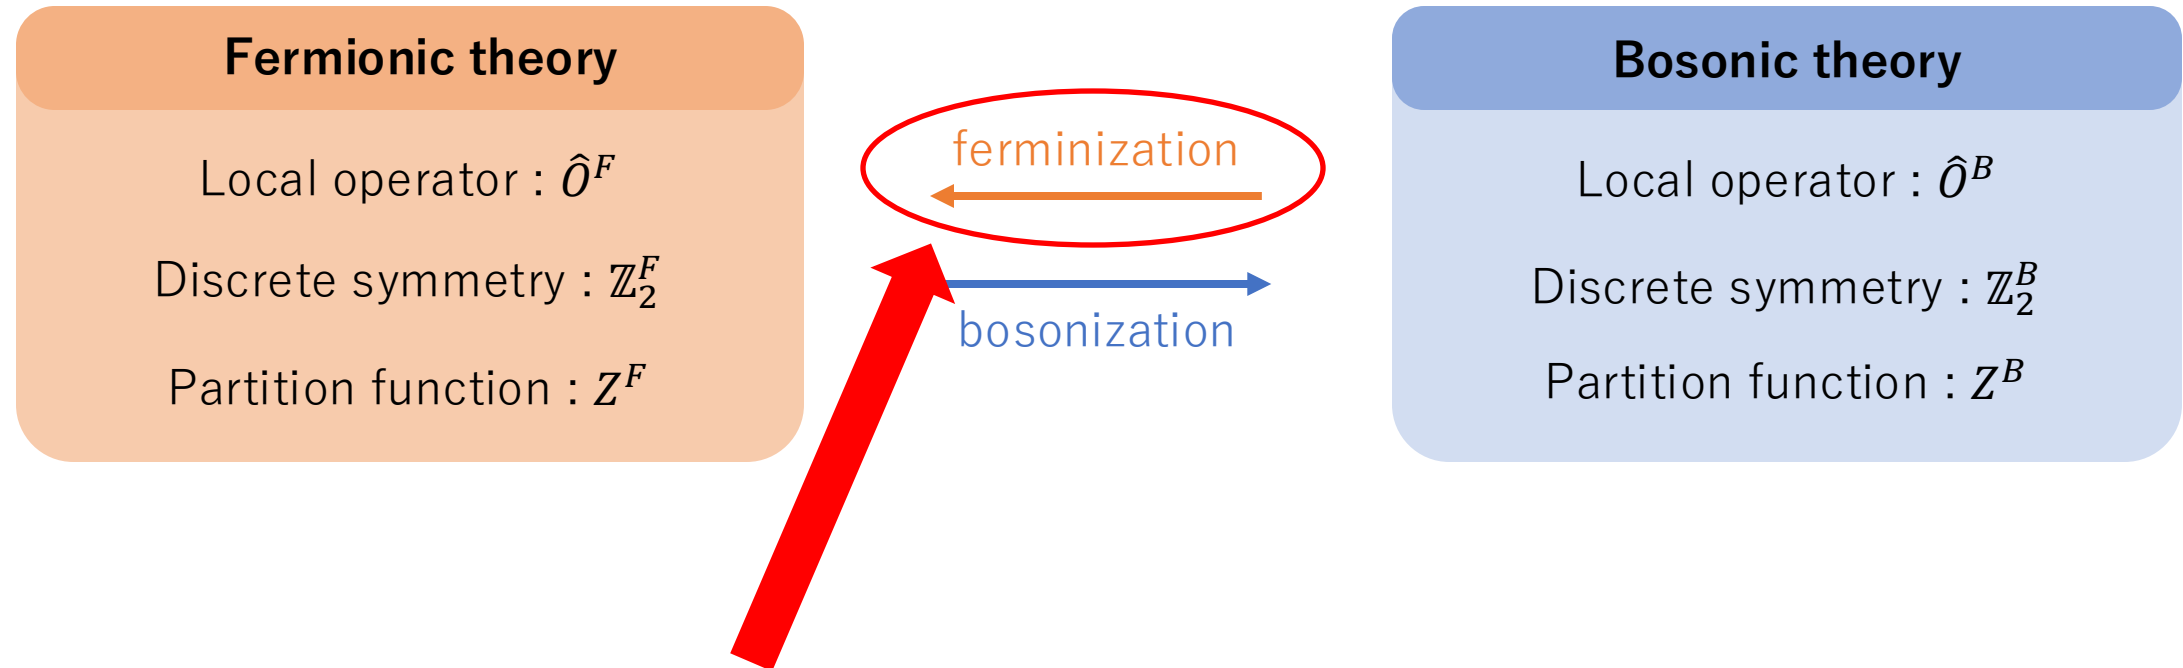 Fermionic theory
Local operator : Ô^F
Discrete symmetry : ℤ₂^F
Partition function : Z^F
ferminization
bosonization
Bosonic theory
Local operator : Ô^B
Discrete symmetry : ℤ₂^B
Partition function : Z^B